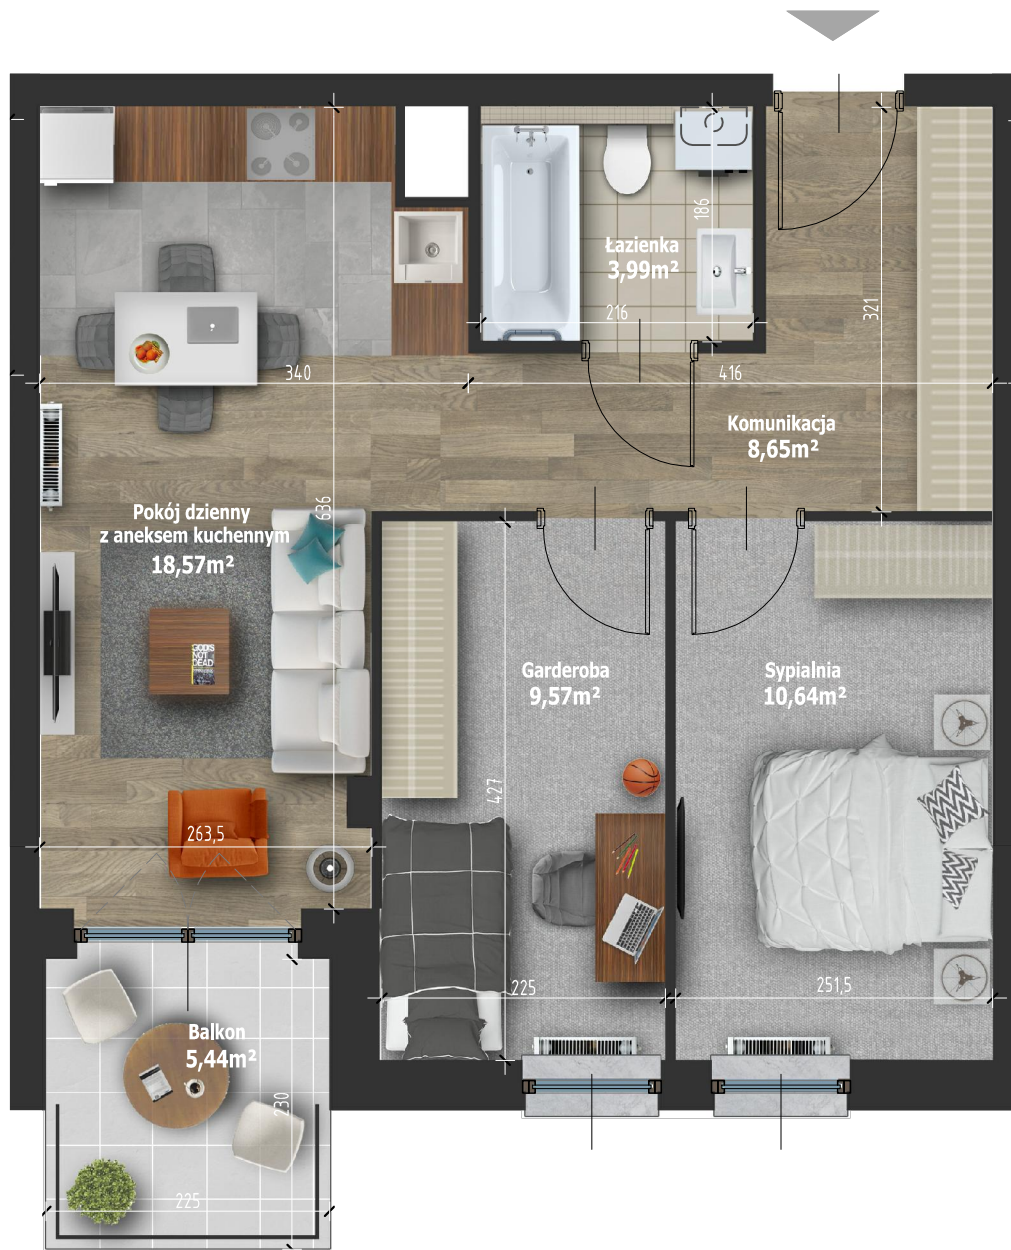 186
Łazienka
3,99m²
216
321
340
416
Komunikacja
8,65m²
636
Pokój dzienny
z aneksem kuchennym
18,57m²
GOD'S
NOT
DEAD
Garderoba
9,57m²
Sypialnia
10,64m²
427
263,5
225
251,5
Balkon
5,44m²
230
225